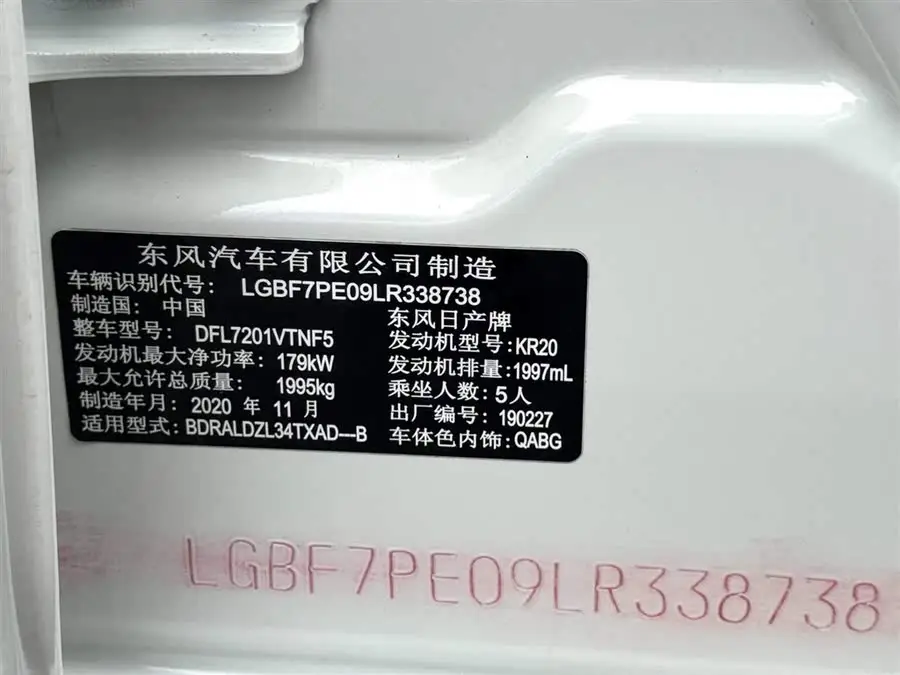 东风汽车有限公司制造
车辆识别代号: LGBF7PE09LR338738
制造国: 中国 东风日产牌
整车型号: DFL7201VTNF5 发动机型号:KR20
发动机最大净功率: 179kW 发动机排量:1997mL
最大允许总质量: 1995kg 乘坐人数:5人
制造年月: 2020 年 11 月 出厂编号: 190227
适用型式: BDRALDZL34TXAD---B 车体色内饰:QABG
LGBF7PE09LR338738